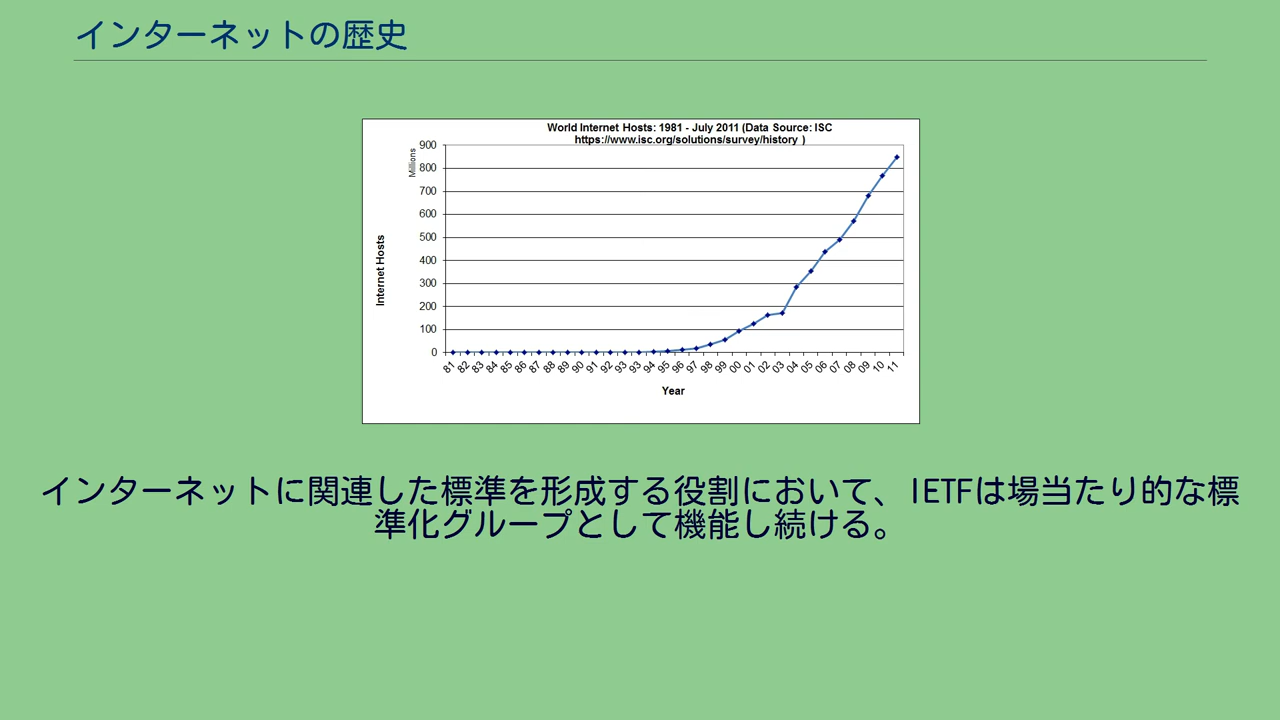 インターネットの歴史
World Internet Hosts: 1981 - July 2011 (Data Source: ISC
https://www.isc.org/solutions/survey/history )
Millions
Internet Hosts
900
800
700
600
500
400
300
200
100
0
81 82 83 84 85 86 87 88 89 90 91 92 93 93 94 95 96 97 98 99 00 01 02 03 04 05 06 07 08 09 10 11
Year
インターネットに関連した標準を形成する役割において、IETFは場当たり的な標
準化グループとして機能し続ける。